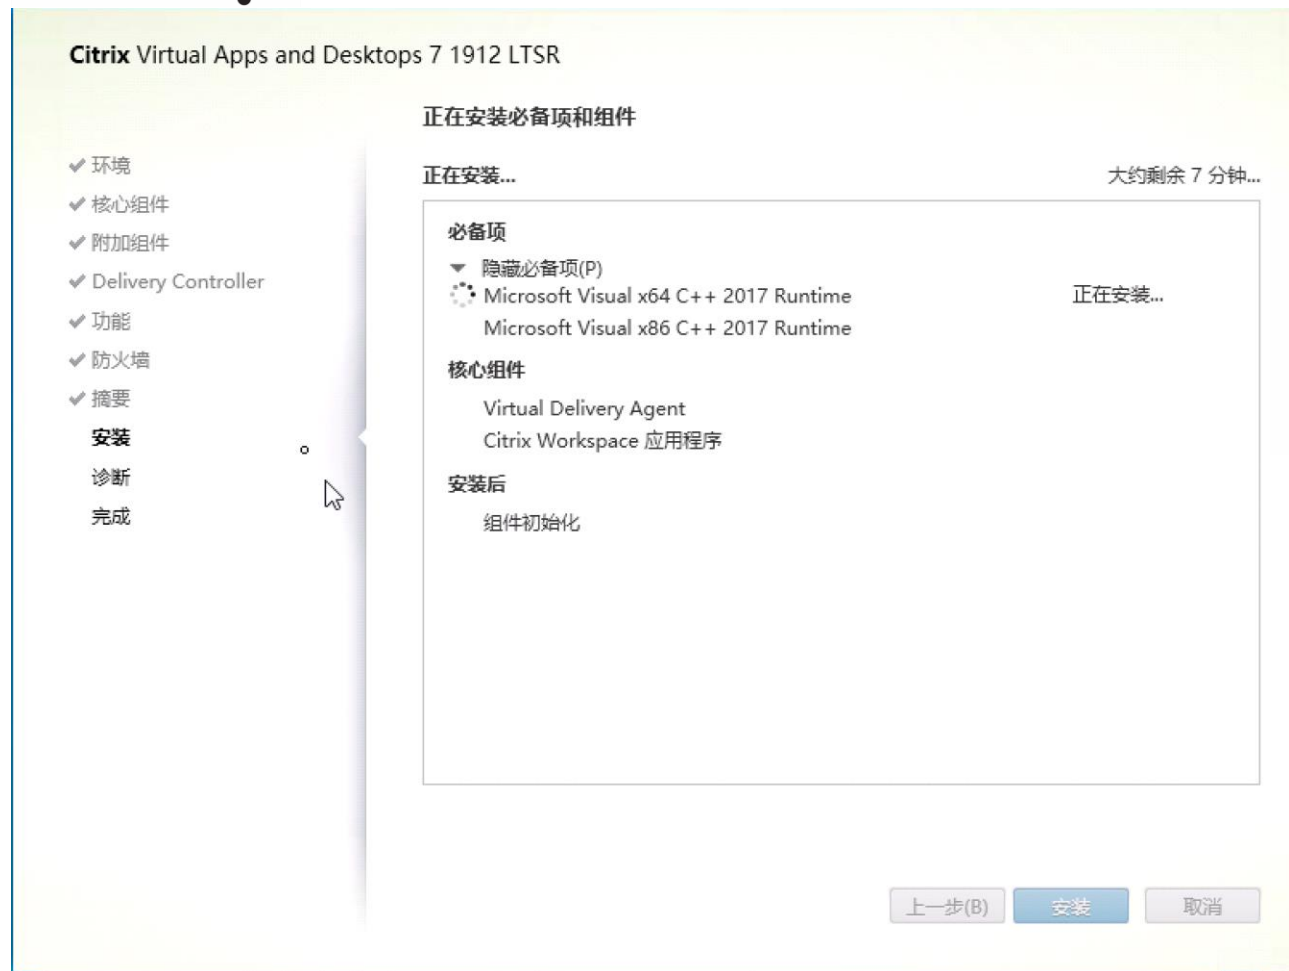 Citrix Virtual Apps and Desktops 7 1912 LTSR
正在安装必备项和组件
环境
核心组件
附加组件
Delivery Controller
功能
防火墙
摘要
安装
诊断
完成
正在安装... 大约剩余 7 分钟...
必备项
隐藏必备项(P)
Microsoft Visual x64 C++ 2017 Runtime 正在安装...
Microsoft Visual x86 C++ 2017 Runtime
核心组件
Virtual Delivery Agent
Citrix Workspace 应用程序
安装后
组件初始化
上一步(B) 安装 取消